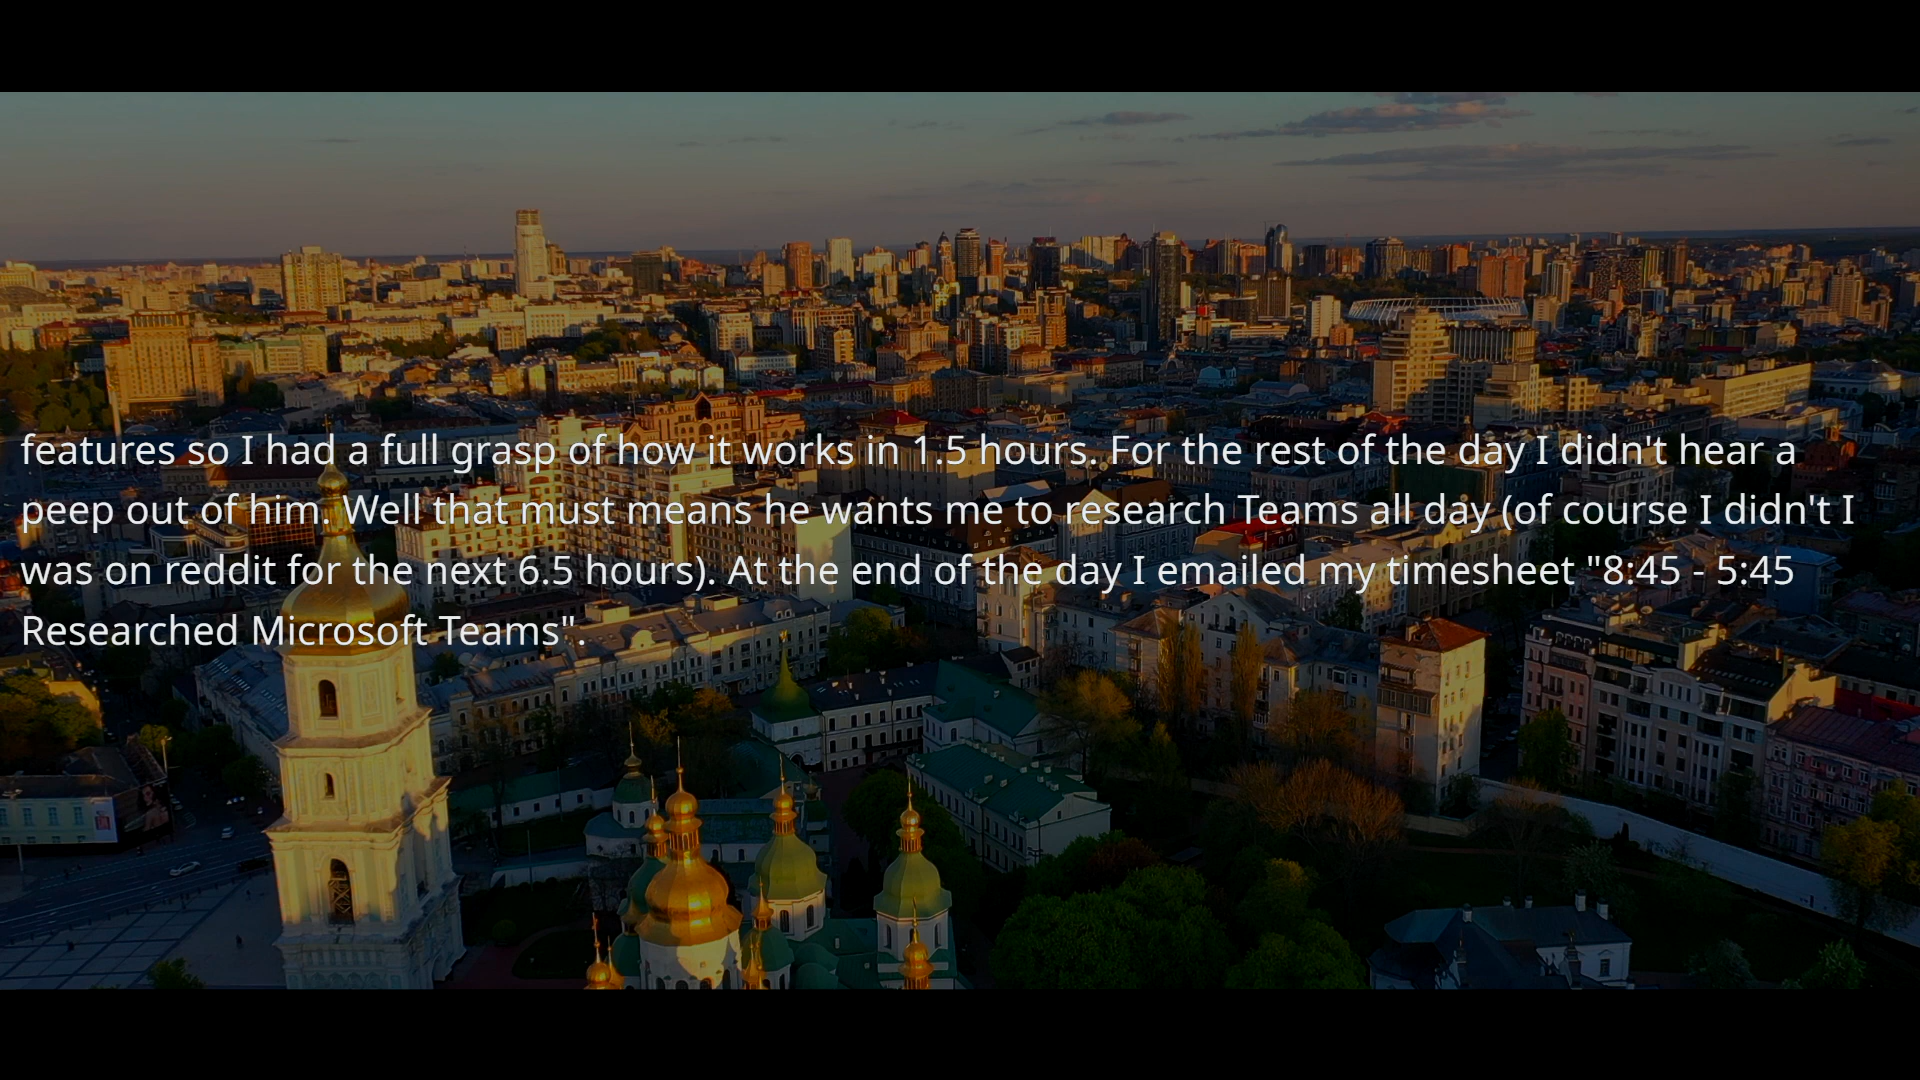 features so I had a full grasp of how it works in 1.5 hours. For the rest of the day I didn't hear a
peep out of him. Well that must means he wants me to research Teams all day (of course I didn't I
was on reddit for the next 6.5 hours). At the end of the day I emailed my timesheet "8:45 - 5:45
Researched Microsoft Teams".